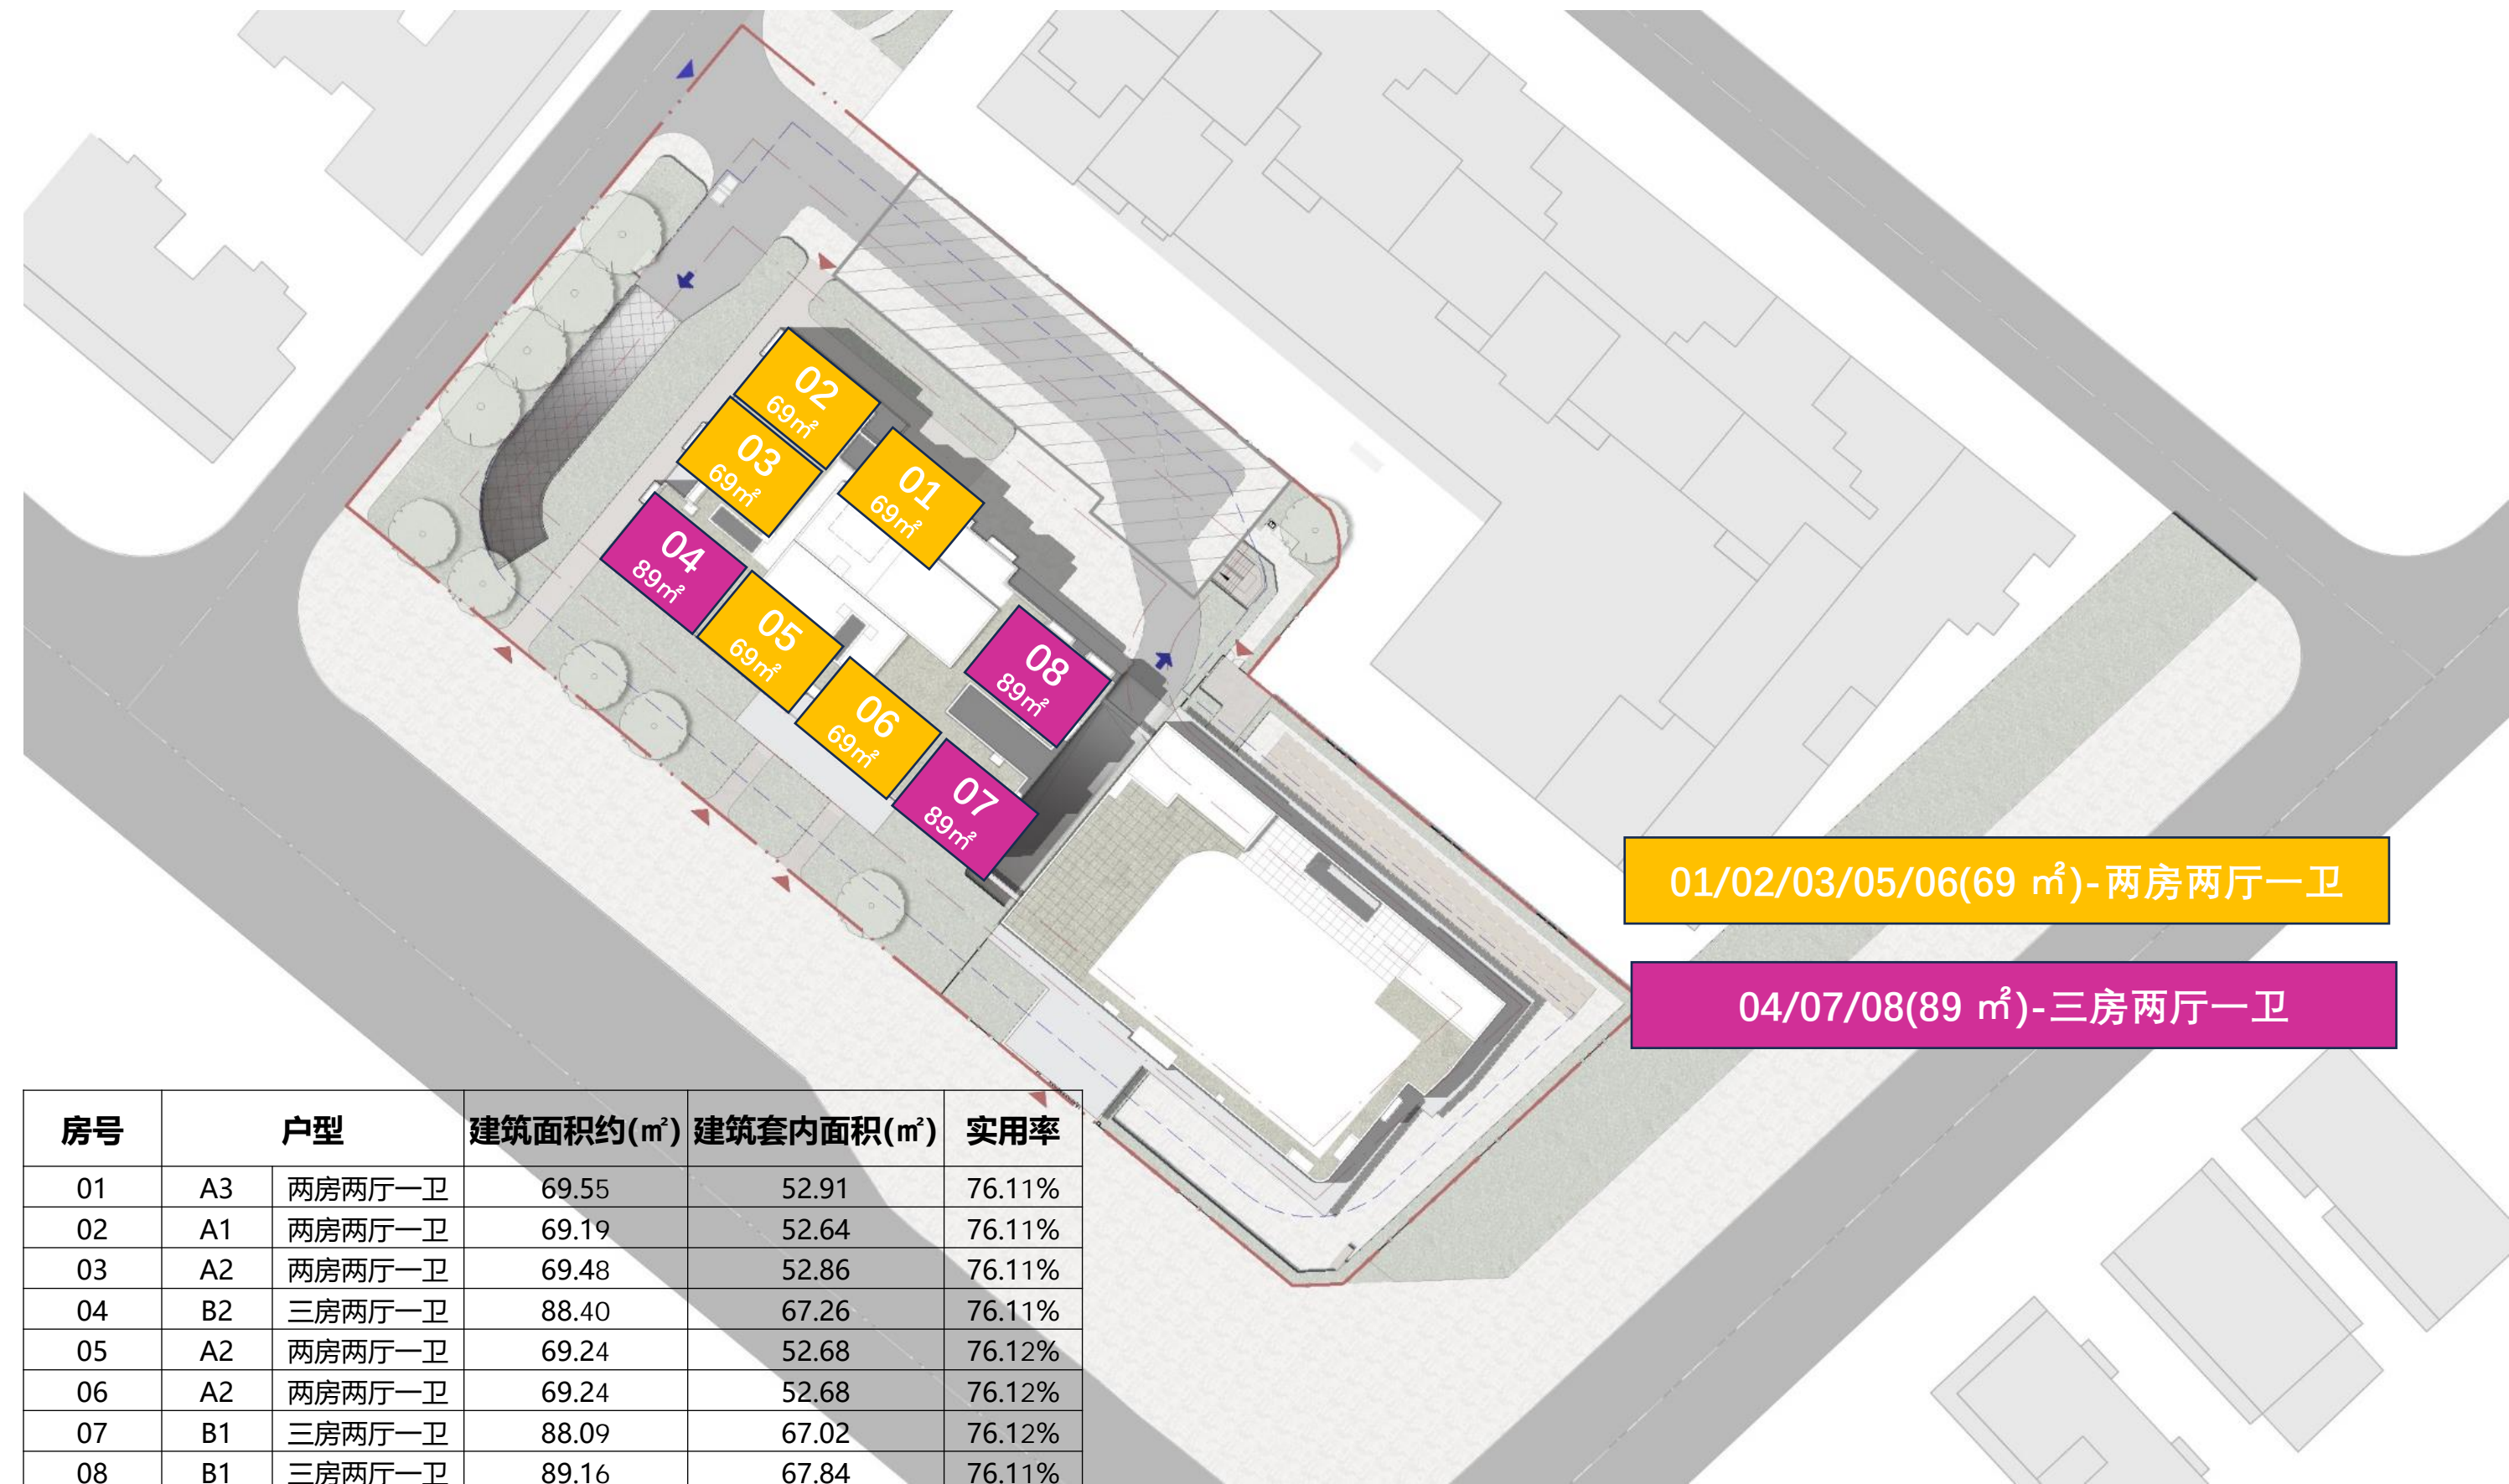 02
69㎡
03
69㎡
01
69㎡
04
89㎡
05
69㎡
08
89㎡
06
69㎡
07
89㎡
01/02/03/05/06(69 ㎡)-两房两厅一卫
04/07/08(89 ㎡)-三房两厅一卫
房号 户型 建筑面积约(㎡) 建筑套内面积(㎡) 实用率
01 A3 两房两厅一卫 69.55 52.91 76.11%
02 A1 两房两厅一卫 69.19 52.64 76.11%
03 A2 两房两厅一卫 69.48 52.86 76.11%
04 B2 三房两厅一卫 88.40 67.26 76.11%
05 A2 两房两厅一卫 69.24 52.68 76.12%
06 A2 两房两厅一卫 69.24 52.68 76.12%
07 B1 三房两厅一卫 88.09 67.02 76.12%
08 B1 三房两厅一卫 89.16 67.84 76.11%